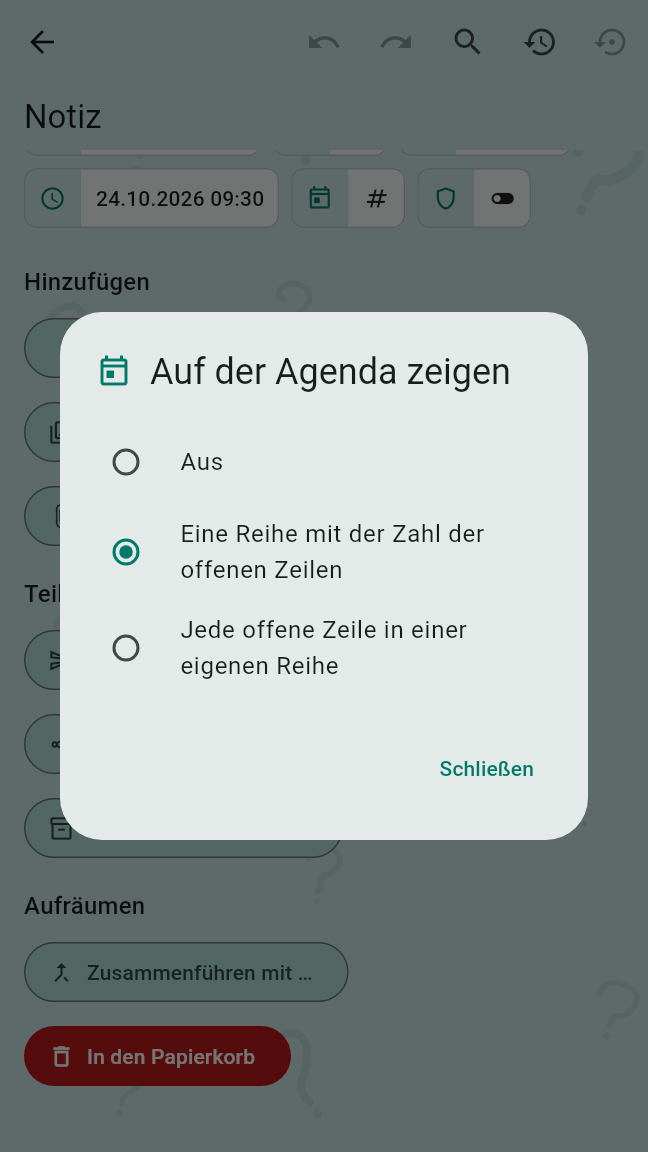 Notiz
24.10.2026 09:30
#
Hinzufügen
Auf der Agenda zeigen
Aus
Eine Reihe mit der Zahl der
offenen Zeilen
Jede offene Zeile in einer
eigenen Reihe
Schließen
Aufräumen
Zusammenführen mit ...
In den Papierkorb